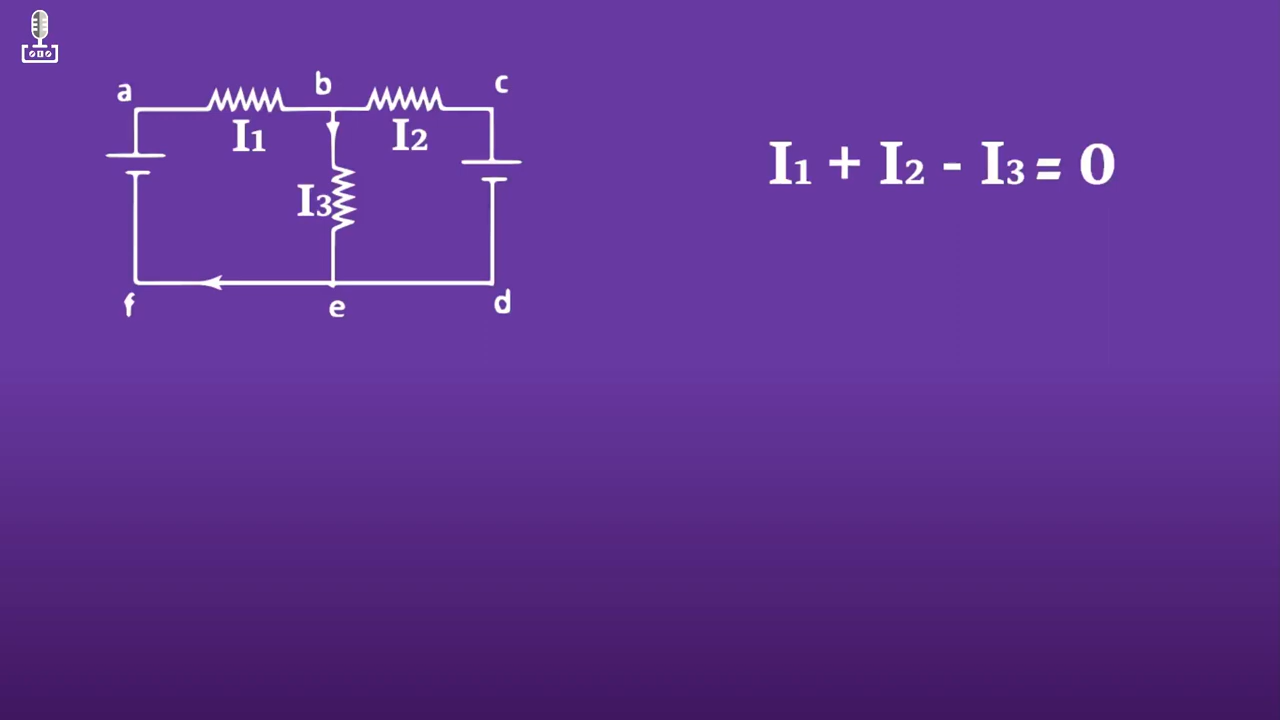 a b c
I1 I2
I3
f e d
I1 + I2 - I3 = 0